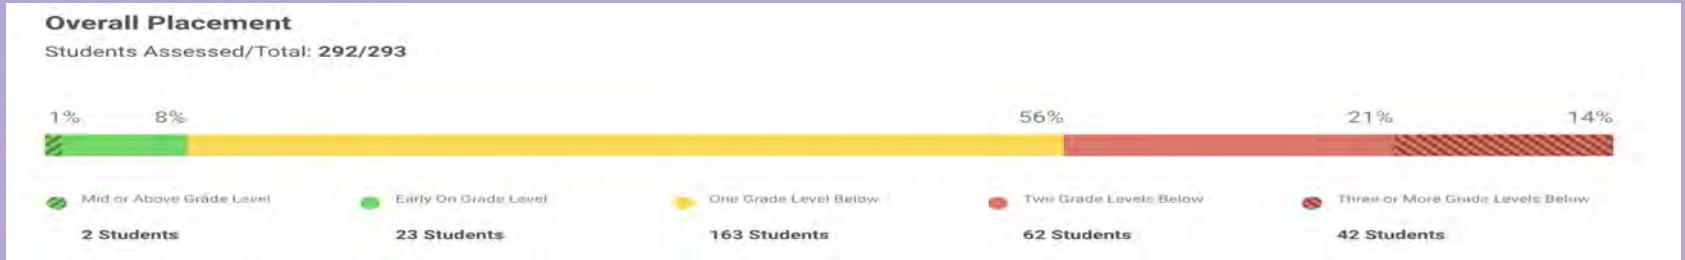 Overall Placement
Students Assessed/Total: 292/293
1% 8% 56% 21% 14%
Mid or Above Grade Level Early On Grade Level One Grade Level Below Two Grade Levels Below Three or More Grade Levels Below
2 Students 23 Students 163 Students 62 Students 42 Students